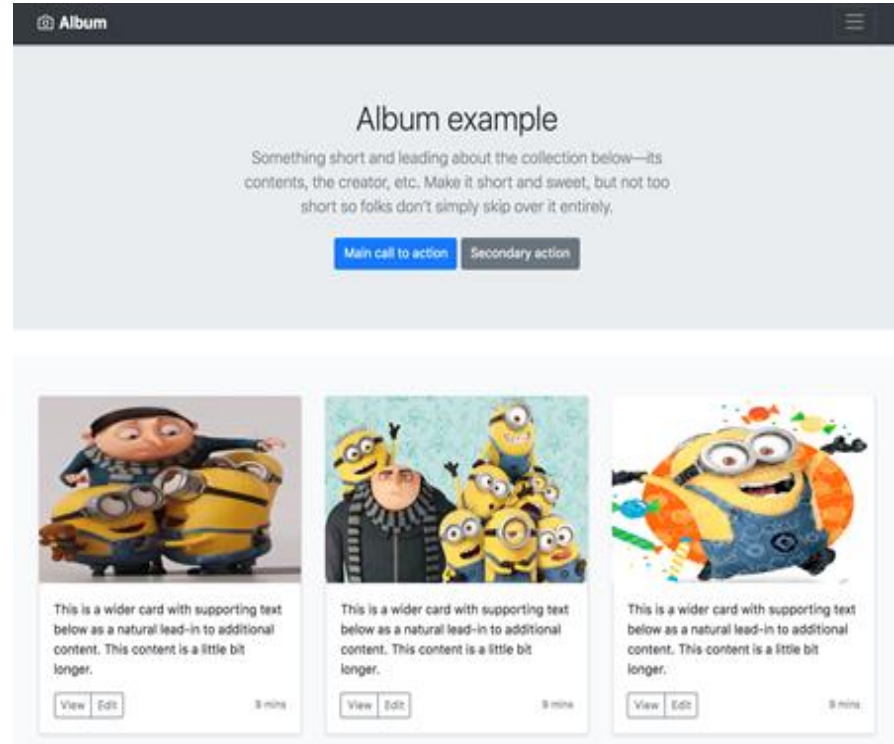 Album
Album example
Something short and leading about the collection below—its
contents, the creator, etc. Make it short and sweet, but not too
short so folks don't simply skip over it entirely.
Main call to action Secondary action
This is a wider card with supporting text
below as a natural lead-in to additional
content. This content is a little bit
longer.
View Edit 9 mins
This is a wider card with supporting text
below as a natural lead-in to additional
content. This content is a little bit
longer.
View Edit 9 mins
This is a wider card with supporting text
below as a natural lead-in to additional
content. This content is a little bit
longer.
View Edit 9 mins